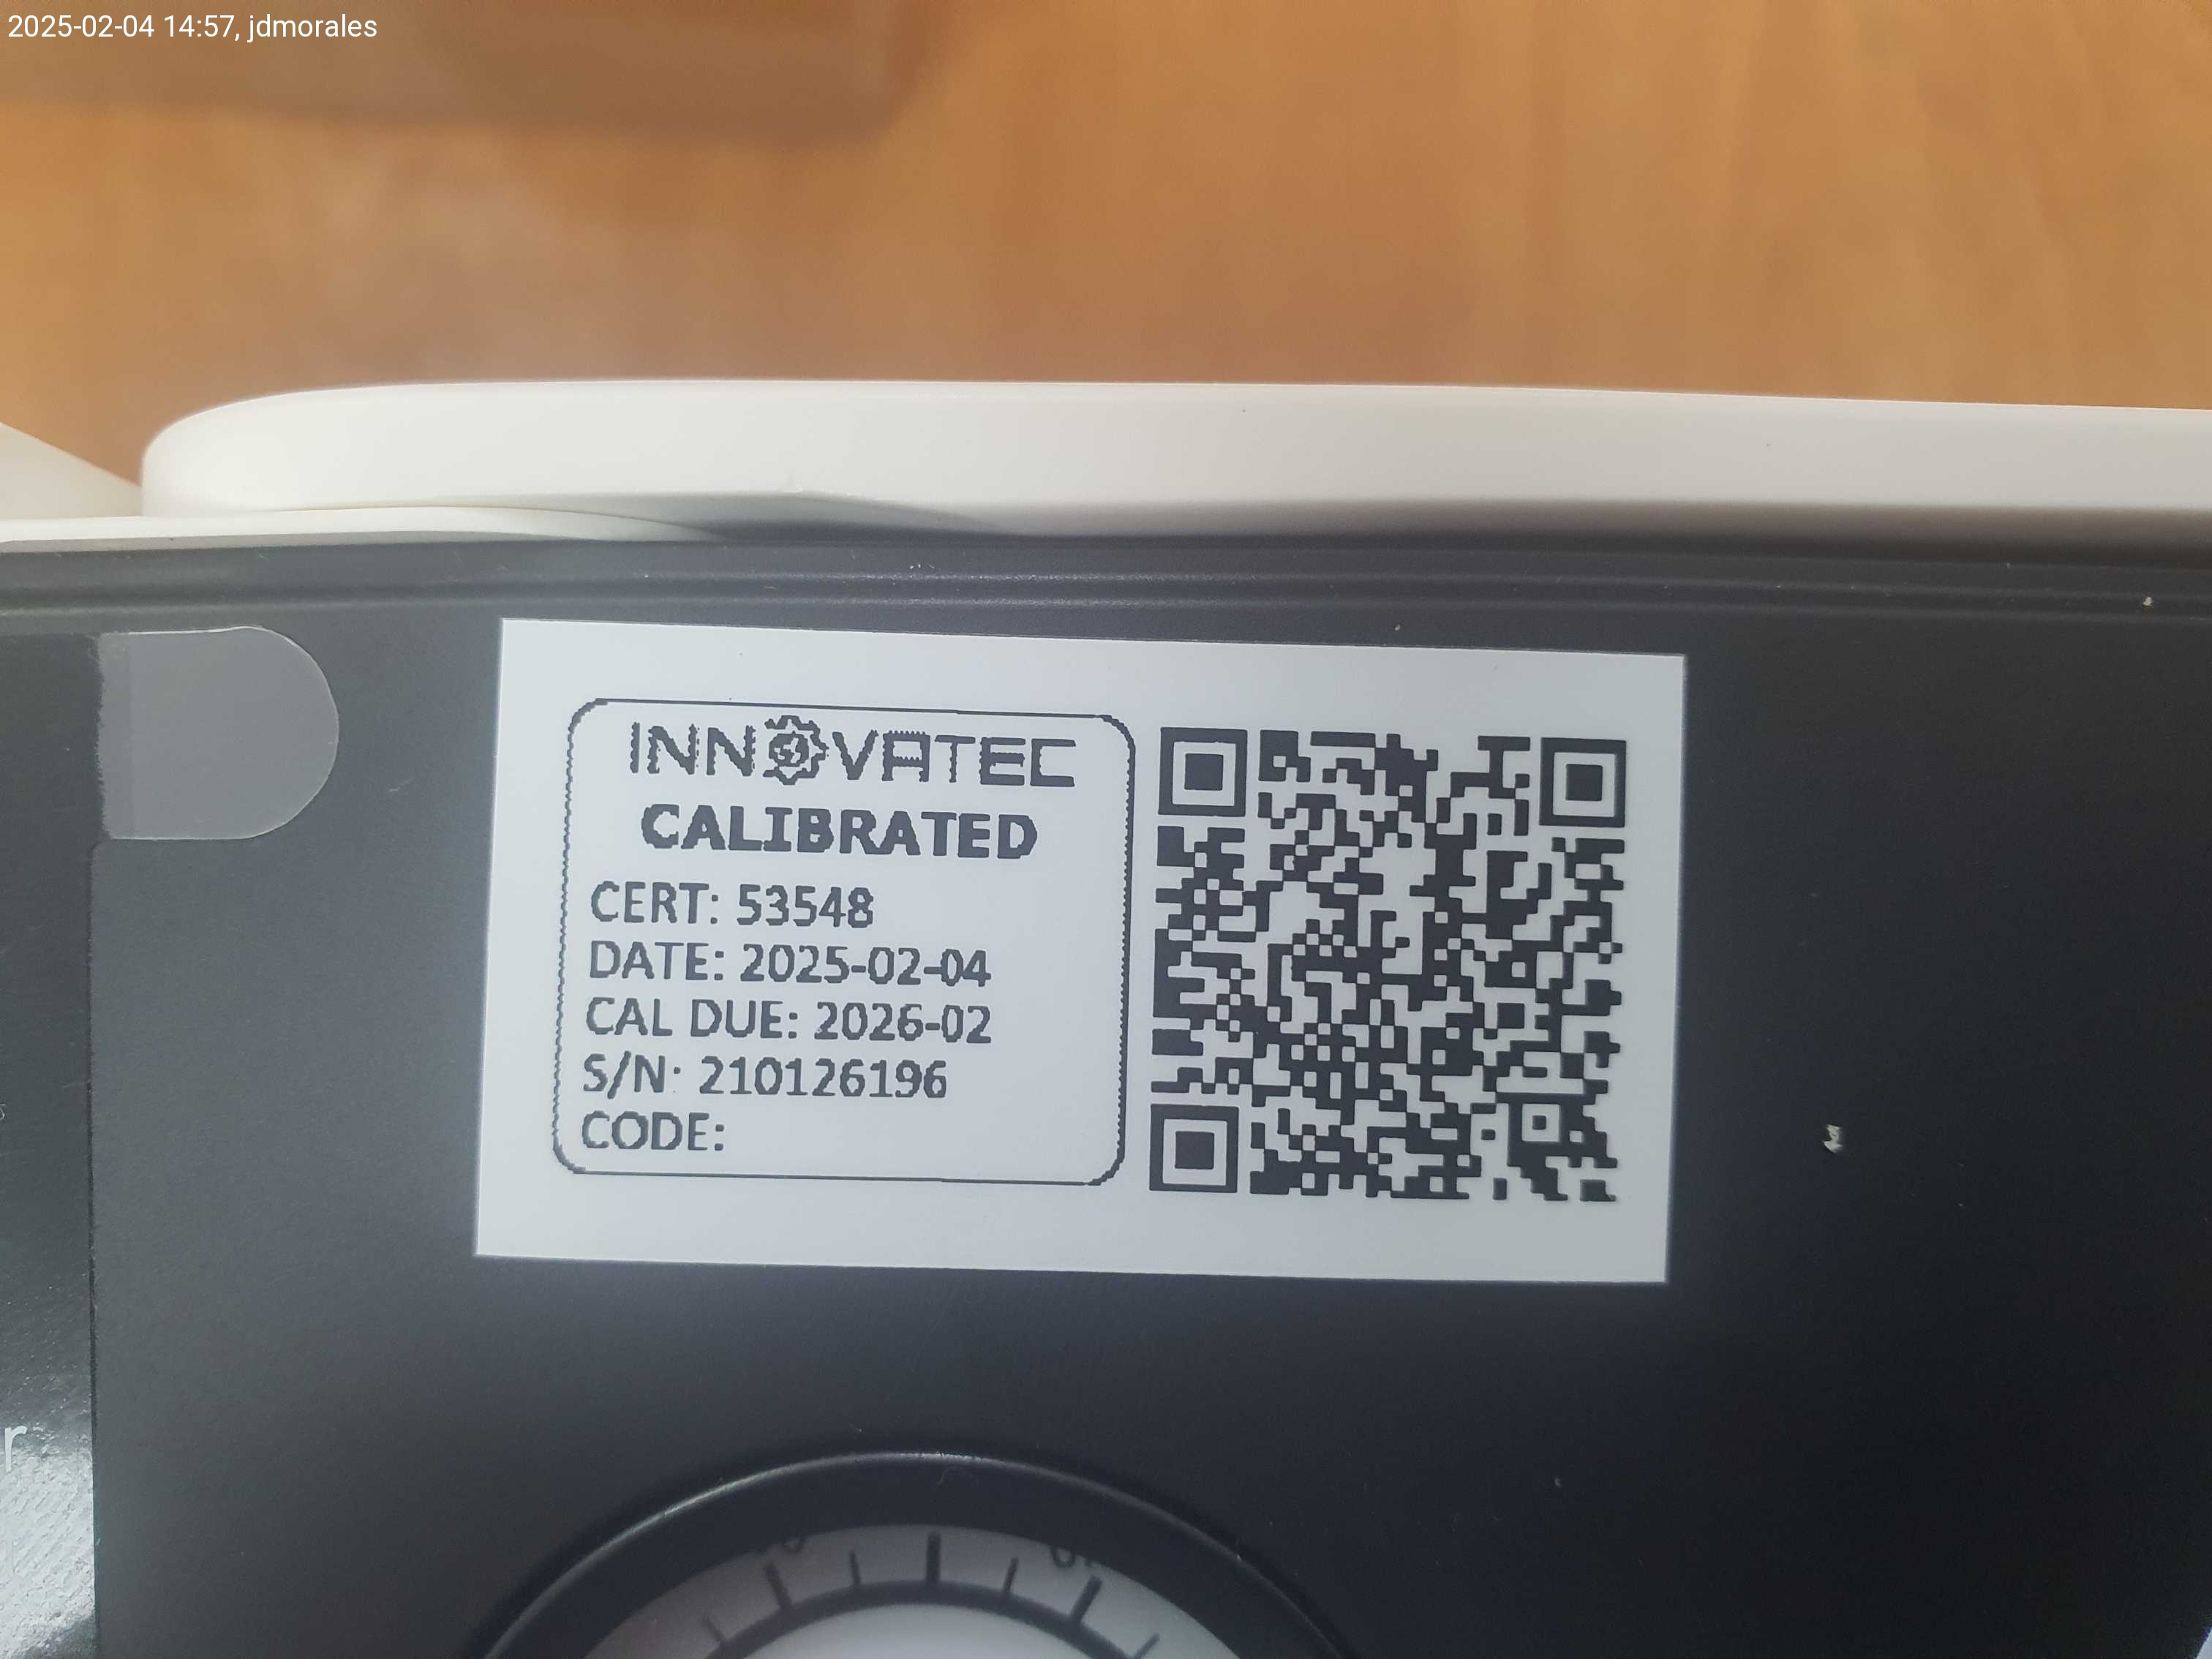 2025-02-04 14:57, jdmorales
INNOVATEC
CALIBRATED
CERT: 53548
DATE: 2025-02-04
CAL DUE: 2026-02
S/N: 210126196
CODE:
r